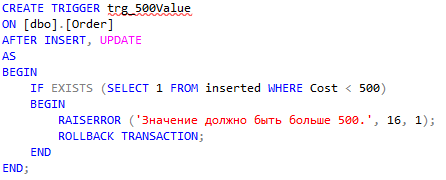 CREATE TRIGGER trg_500Value
ON [dbo].[Order]
AFTER INSERT, UPDATE
AS
BEGIN
    IF EXISTS (SELECT 1 FROM inserted WHERE Cost < 500)
    BEGIN
        RAISERROR ('Значение должно быть больше 500.', 16, 1);
        ROLLBACK TRANSACTION;
    END
END;